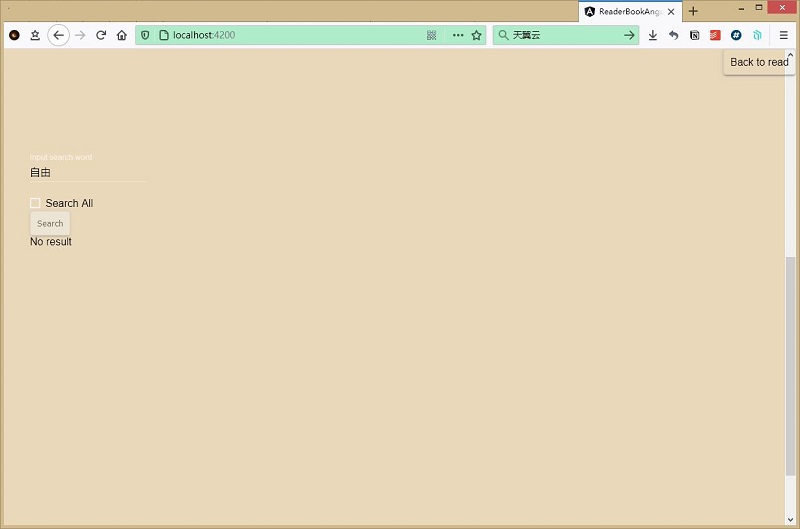 ReaderBookAng
localhost:4200
天翼云
Back to read
Input search word
自由
Search All
Search
No result